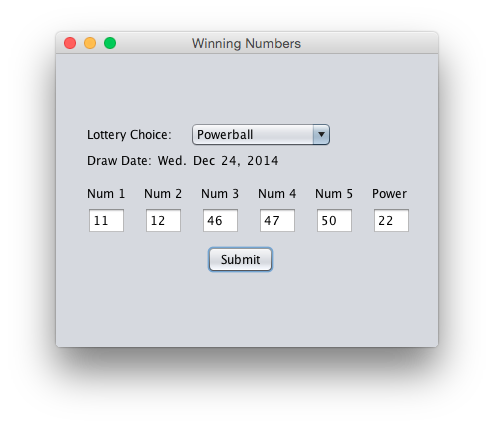 Winning Numbers
Lottery Choice: Powerball
Draw Date: Wed. Dec 24, 2014
Num 1 Num 2 Num 3 Num 4 Num 5 Power
11 12 46 47 50 22
Submit